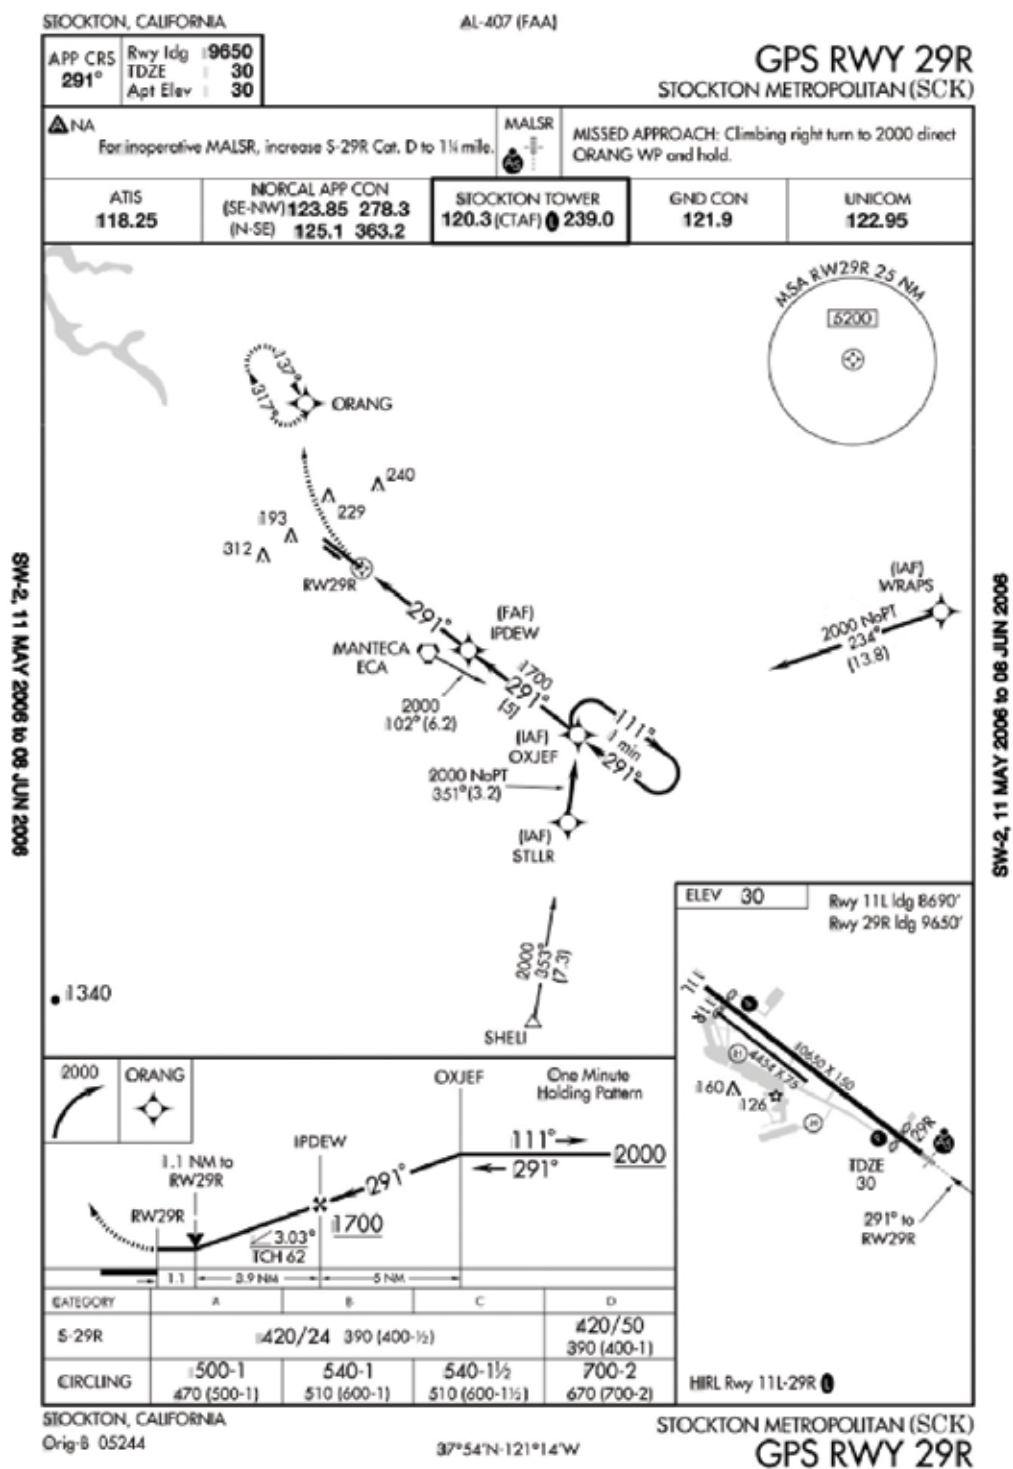 STOCKTON, CALIFORNIA
AL-407 (FAA)
APP CRS
291°
Rwy ldg 9650
TDZE 30
Apt Elev 30
GPS RWY 29R
STOCKTON METROPOLITAN (SCK)
A NA
For inoperative MALSR, increase S-29R Cat. D to 1¼ mile.
MALSR
A5
MISSED APPROACH: Climbing right turn to 2000 direct
ORANG WP and hold.
ATIS
118.25
NORCAL APP CON
(SE-NW) 123.85 278.3
(N-SE) 125.1 363.2
STOCKTON TOWER
120.3 (CTAF) L 239.0
GND CON
121.9
UNICOM
122.95
MSA RW29R 25 NM
5200
137°
317°
ORANG
240
229
193
312
RW29R
291°
(FAF)
IPDEW
MANTECA
ECA
2000
102° (6.2)
1700
291°
(5)
(IAF)
WRAPS
2000 NoPT
234°
(13.8)
(IAF)
OXJEF
111°
1 min
291°
2000 NoPT
351° (3.2)
(IAF)
STLLR
2000
353°
(7.3)
SHELI
1340
SW-2, 11 MAY 2006 to 08 JUN 2006
SW-2, 11 MAY 2006 to 08 JUN 2006
ELEV 30
Rwy 11L ldg 8690'
Rwy 29R ldg 9650'
11L
11R
10650 X 150
4454 X 75
160
126
29R
A5
TDZE
30
291° to
RW29R
HIRL Rwy 11L-29R L
2000
ORANG
OXJEF
One Minute
Holding Pattern
111°
291°
2000
IPDEW
291°
1700
1.1 NM to
RW29R
RW29R
3.03°
TCH 62
1.1
3.9 NM
5 NM
CATEGORY A B C D
S-29R 420/24 390 (400-½) 420/50
390 (400-1)
CIRCLING 500-1 540-1 540-1½ 700-2
470 (500-1) 510 (600-1) 510 (600-1½) 670 (700-2)
STOCKTON, CALIFORNIA
Orig-B 05244
37°54'N-121°14'W
STOCKTON METROPOLITAN (SCK)
GPS RWY 29R